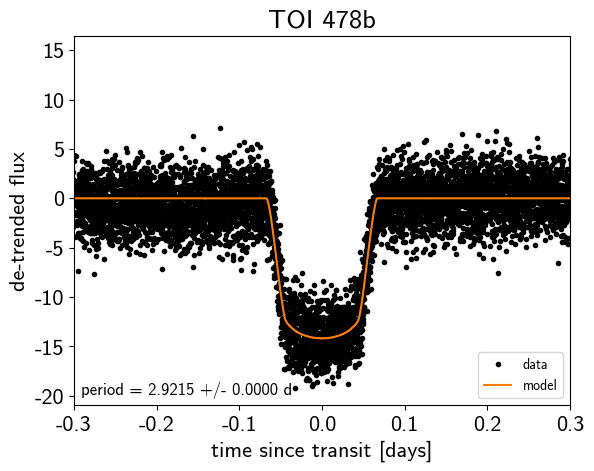 TOI 478b
de-trended flux
15
10
5
0
-5
-10
-15
-20
period = 2.9215 +/- 0.0000 d
data
model
-0.3 -0.2 -0.1 0.0 0.1 0.2 0.3
time since transit [days]